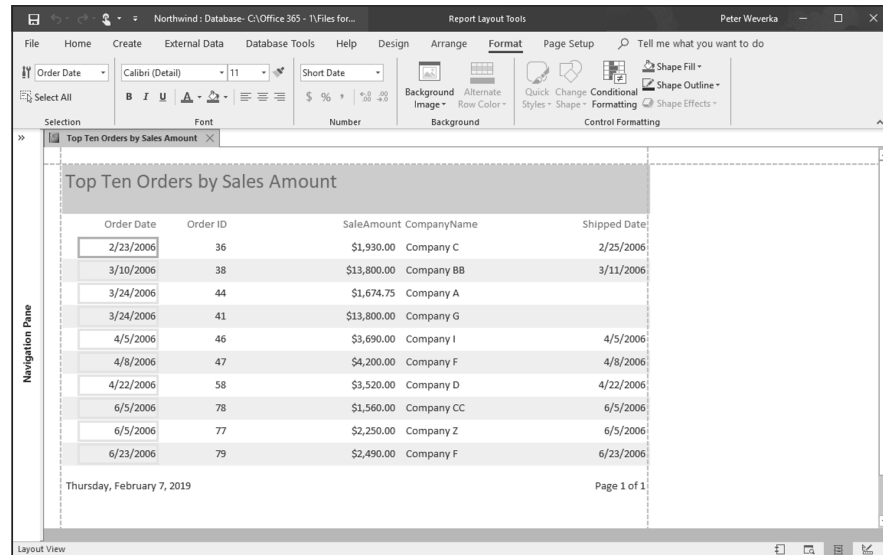 Northwind : Database- C:\Office 365 - 1\Files for...
Report Layout Tools
Peter Weverka
File Home Create External Data Database Tools Help Design Arrange Format Page Setup Tell me what you want to do
Order Date
Calibri (Detail) 11
Short Date
Select All
B I U A
$ % ,
Background Image
Alternate Row Color
Quick Styles
Change Shape
Conditional Formatting
Shape Fill
Shape Outline
Shape Effects
Selection Font Number Background Control Formatting
Top Ten Orders by Sales Amount
Navigation Pane
Top Ten Orders by Sales Amount
Order Date Order ID SaleAmount CompanyName Shipped Date
2/23/2006 36 $1,930.00 Company C 2/25/2006
3/10/2006 38 $13,800.00 Company BB 3/11/2006
3/24/2006 44 $1,674.75 Company A
3/24/2006 41 $13,800.00 Company G
4/5/2006 46 $3,690.00 Company I 4/5/2006
4/8/2006 47 $4,200.00 Company F 4/8/2006
4/22/2006 58 $3,520.00 Company D 4/22/2006
6/5/2006 78 $1,560.00 Company CC 6/5/2006
6/5/2006 77 $2,250.00 Company Z 6/5/2006
6/23/2006 79 $2,490.00 Company F 6/23/2006
Thursday, February 7, 2019 Page 1 of 1
Layout View